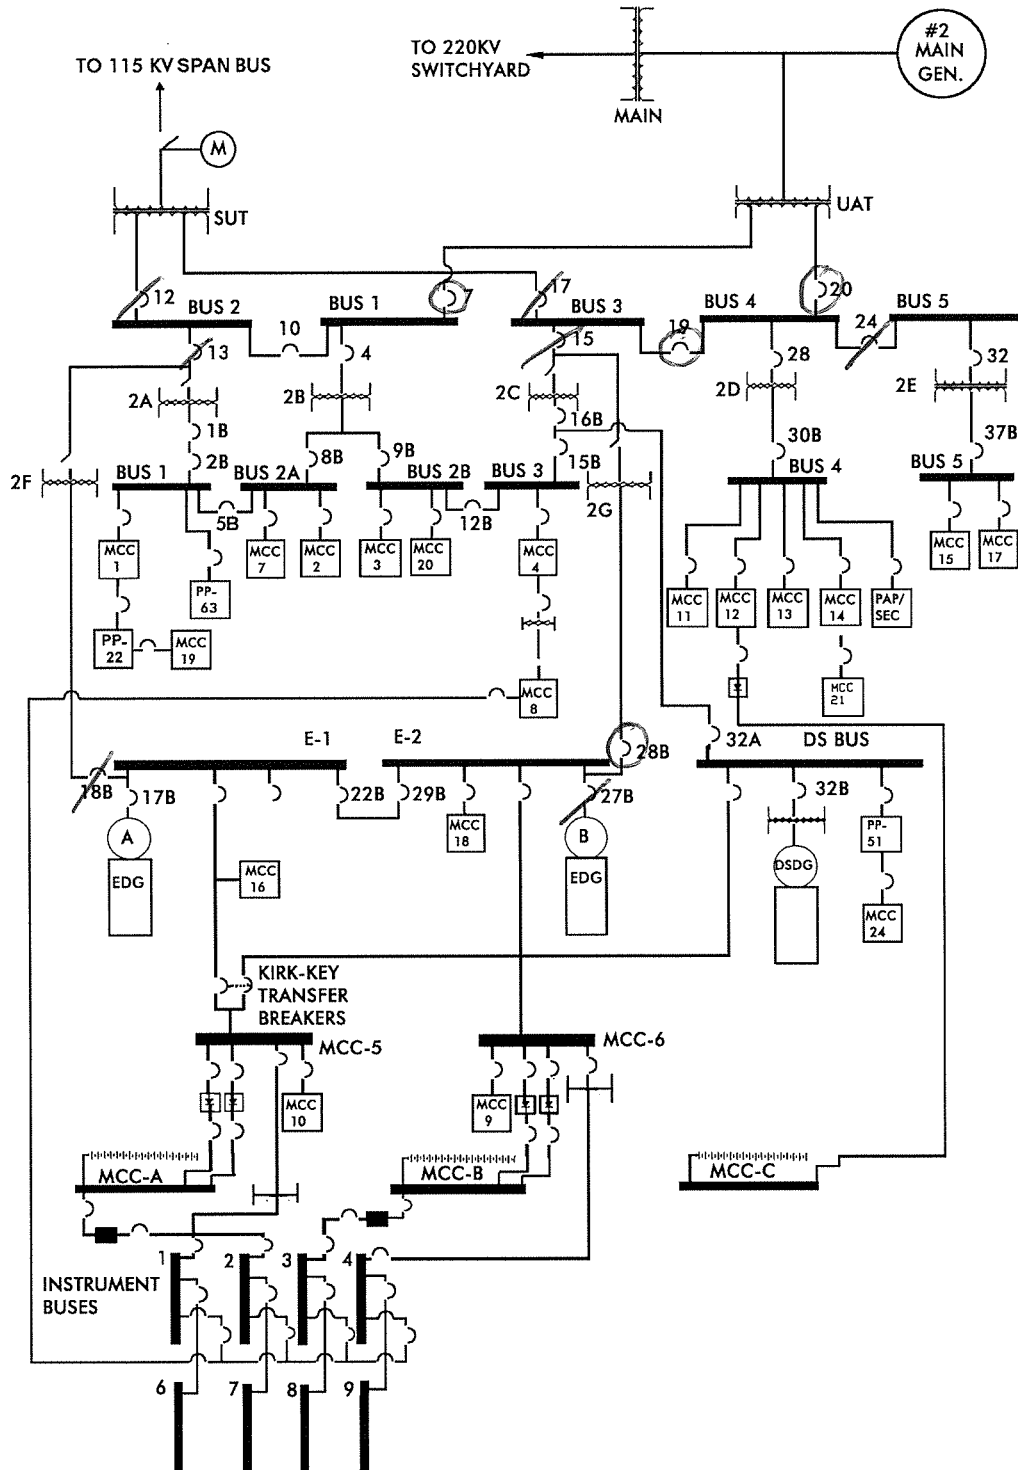 #2
MAIN
GEN.
TO 220KV
SWITCHYARD
TO 115 KV SPAN BUS
MAIN
M
SUT
UAT
12
BUS 2
10
BUS 1
7
17
BUS 3
19
BUS 4
20
24
BUS 5
13
4
15
28
32
2A
2B
2C
2D
2E
1B
16B
2B
8B
9B
15B
30B
37B
2F
BUS 1
BUS 2A
BUS 2B
BUS 3
2G
BUS 4
BUS 5
5B
12B
MCC
1
MCC
7
MCC
2
MCC
3
MCC
20
MCC
4
MCC
15
MCC
17
PP-
63
MCC
11
MCC
12
MCC
13
MCC
14
PAP/
SEC
PP-
22
MCC
19
MCC
8
MCC
21
E-1
E-2
28B
32A
DS BUS
18B
17B
22B
29B
27B
32B
A
MCC
18
B
PP-
51
EDG
MCC
16
EDG
DSDG
MCC
24
KIRK-KEY
TRANSFER
BREAKERS
MCC-5
MCC-6
MCC
10
MCC
9
MCC-A
MCC-B
MCC-C
1
2
3
4
INSTRUMENT
BUSES
6
7
8
9